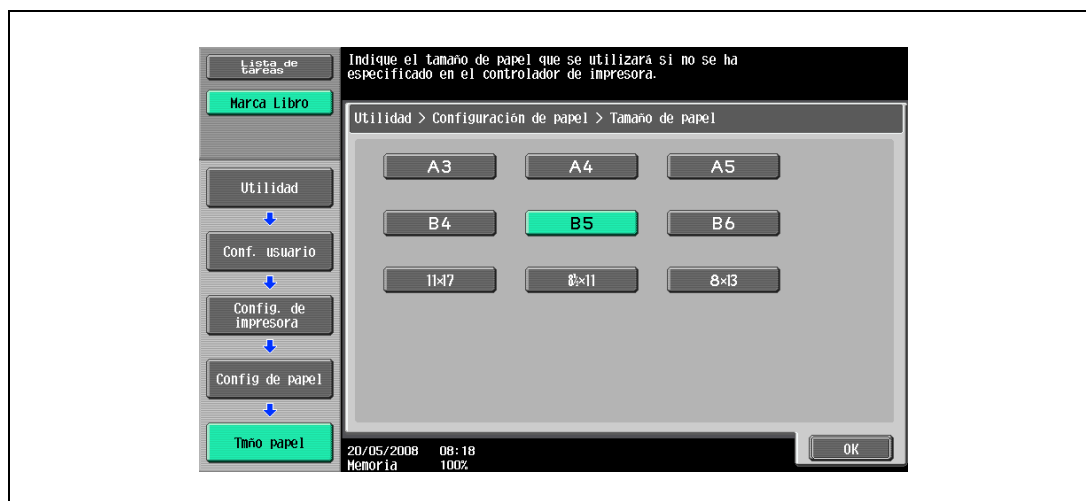 Lista de
tareas
Marca Libro
Utilidad
Conf. usuario
Config. de
impresora
Config de papel
Tmño papel
Indique el tamaño de papel que se utilizará si no se ha
especificado en el controlador de impresora.
Utilidad > Configuración de papel > Tamaño de papel
A3 A4 A5
B4 B5 B6
11×17 8½×11 8×13
20/05/2008 08:18
Memoria 100%
OK